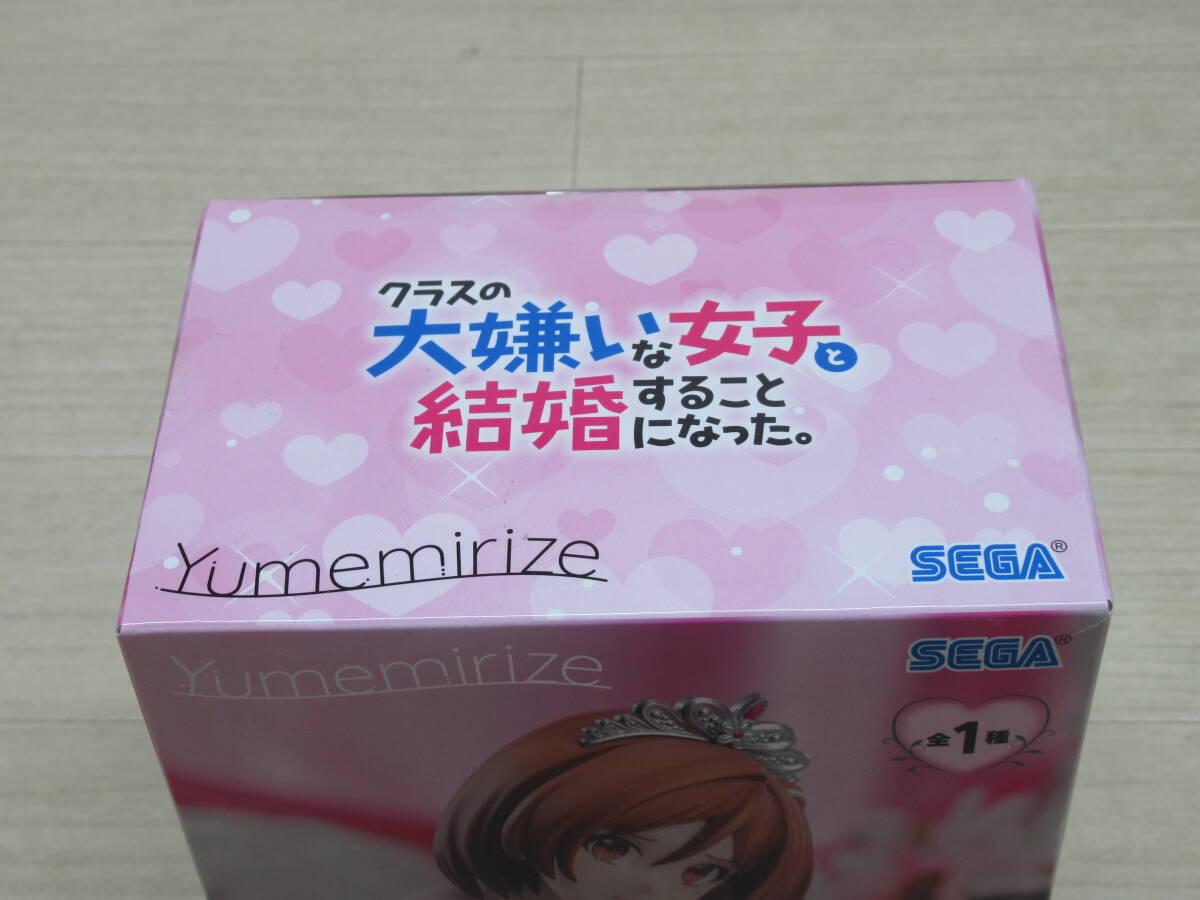 クラスの
大嫌いな女子と
結婚すること
になった。
Yumemirize
SEGA®
Yumemirize
SEGA®
全1種